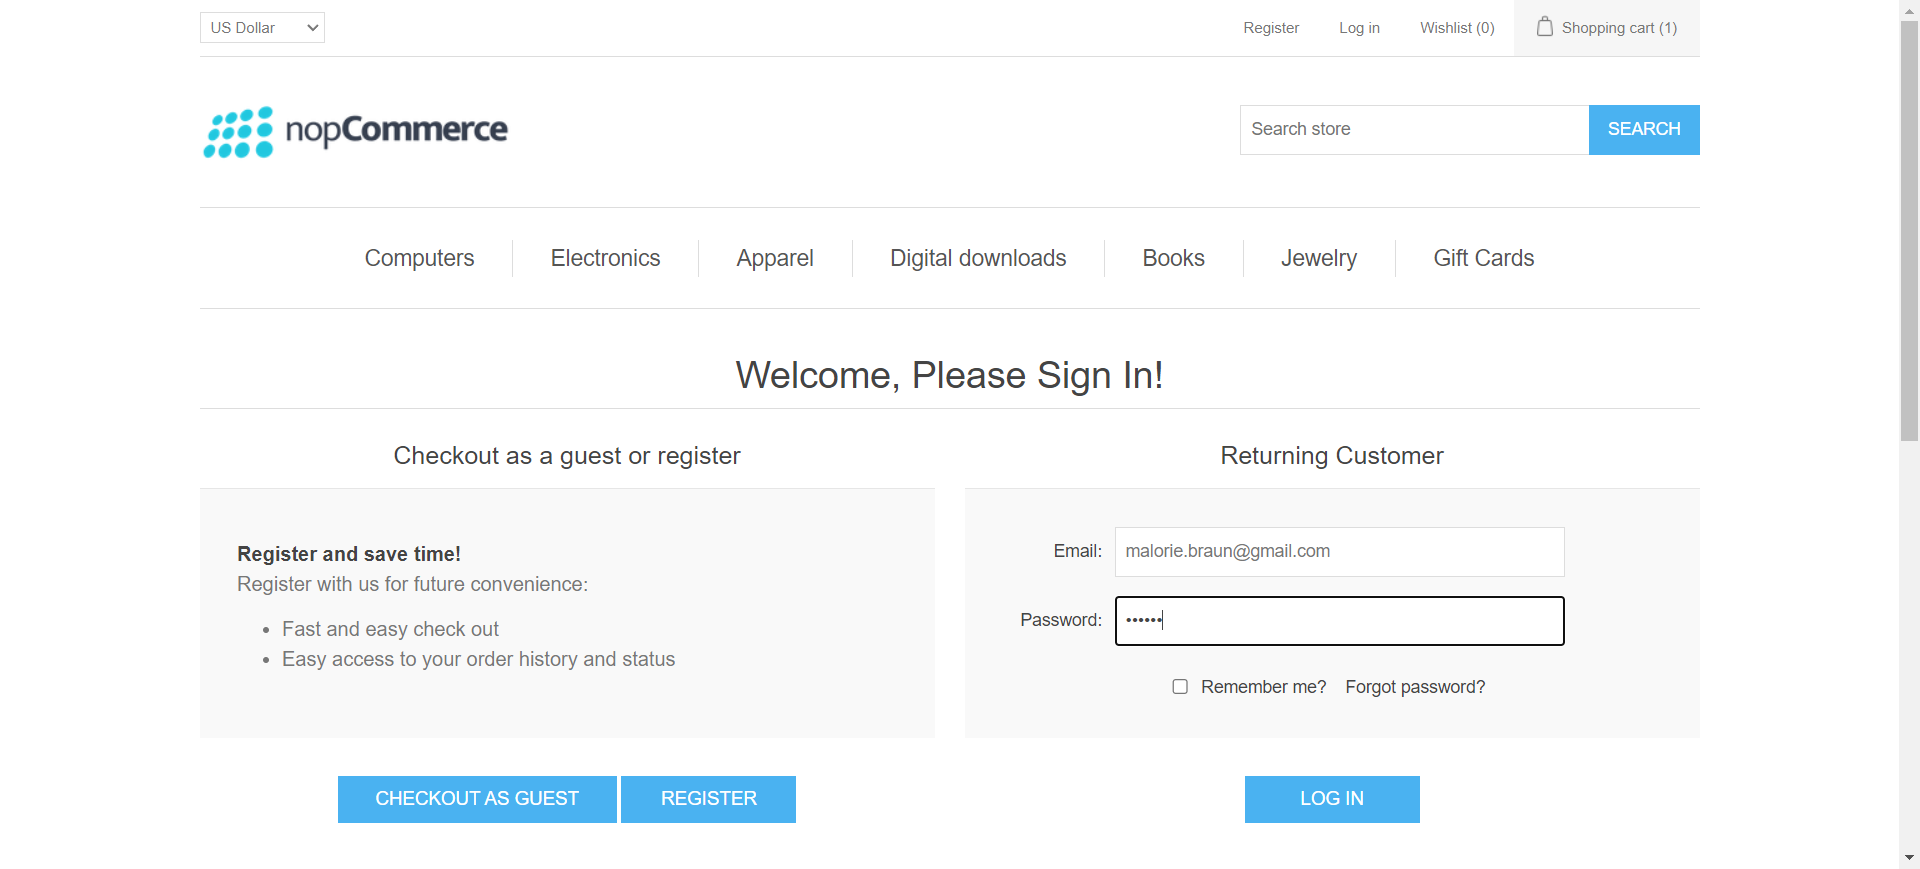 US Dollar
Register
Log in
Wishlist (0)
Shopping cart (1)
nopCommerce
Search store
SEARCH
Computers
Electronics
Apparel
Digital downloads
Books
Jewelry
Gift Cards
Welcome, Please Sign In!
Checkout as a guest or register
Register and save time!
Register with us for future convenience:
Fast and easy check out
Easy access to your order history and status
CHECKOUT AS GUEST
REGISTER
Returning Customer
Email:
malorie.braun@gmail.com
Password:
••••••
Remember me?
Forgot password?
LOG IN